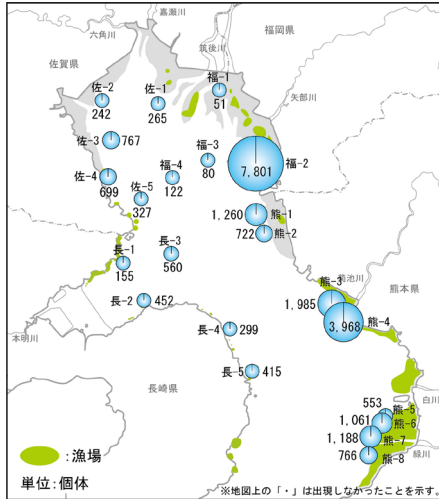 嘉瀬川
六角川
筑後川
福岡県
佐賀県
矢部川
佐-2
242
佐-1
265
福-1
51
佐-3
767
福-3
80
福-2
7,801
佐-4
699
福-4
122
佐-5
327
1,260
熊-1
722
熊-2
長-1
155
長-3
560
熊-3
菊池川
1,985
熊本県
長-2
452
3,968
熊-4
長-4
299
本明川
長崎県
長-5
415
白川
553
熊-5
1,061
熊-6
1,188
熊-7
766
熊-8
緑川
:漁場
単位:個体
※地図上の「・」は出現しなかったことを示す。